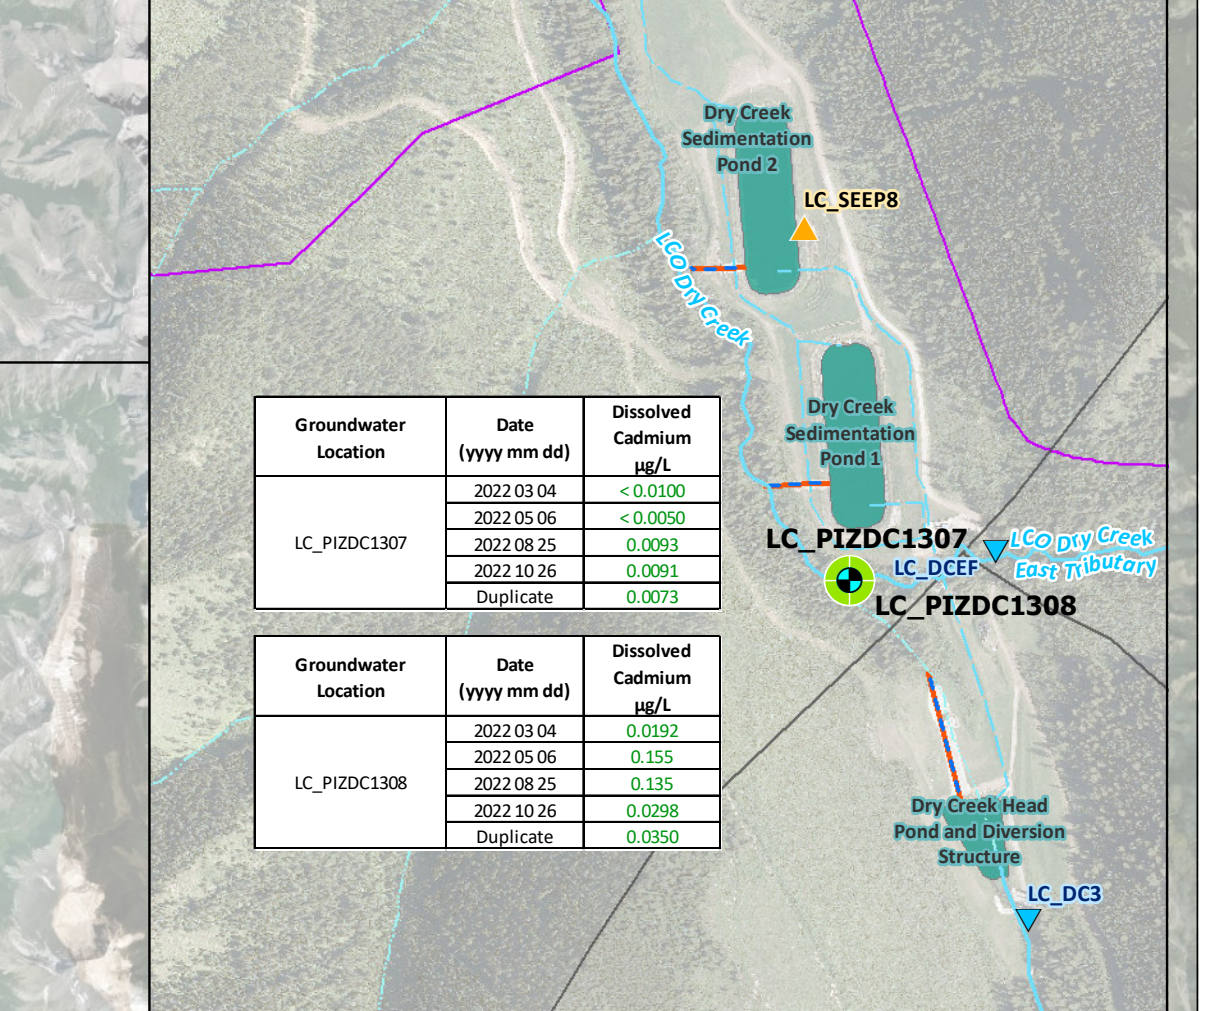 Dry Creek
Sedimentation
Pond 2
LC_SEEP8
LCO Dry Creek
Dry Creek
Sedimentation
Pond 1
LC_PIZDC1307
LCO Dry Creek
East Tributary
LC_DCEF
LC_PIZDC1308
Groundwater Location Date (yyyy mm dd) Dissolved Cadmium µg/L
LC_PIZDC1307
2022 03 04 < 0.0100
2022 05 06 < 0.0050
2022 08 25 0.0093
2022 10 26 0.0091
Duplicate 0.0073
Groundwater Location Date (yyyy mm dd) Dissolved Cadmium µg/L
LC_PIZDC1308
2022 03 04 0.0192
2022 05 06 0.155
2022 08 25 0.135
2022 10 26 0.0298
Duplicate 0.0350
Dry Creek Head
Pond and Diversion
Structure
LC_DC3